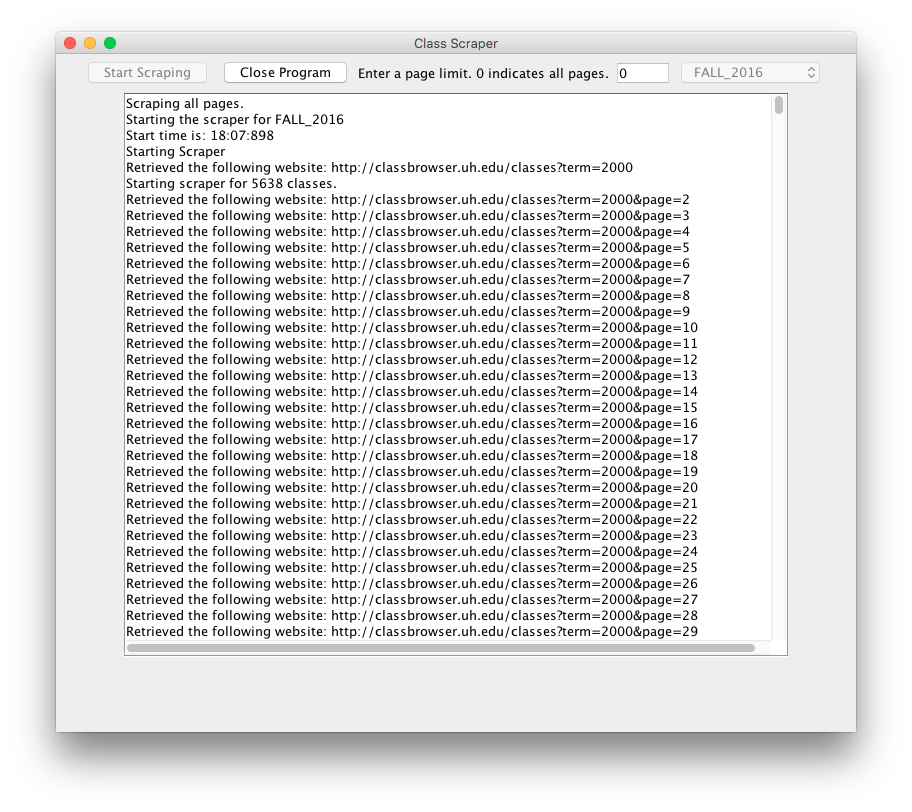 Class Scraper
Start Scraping Close Program Enter a page limit. 0 indicates all pages. 0 FALL_2016
Scraping all pages.
Starting the scraper for FALL_2016
Start time is: 18:07:898
Starting Scraper
Retrieved the following website: http://classbrowser.uh.edu/classes?term=2000
Starting scraper for 5638 classes.
Retrieved the following website: http://classbrowser.uh.edu/classes?term=2000&page=2
Retrieved the following website: http://classbrowser.uh.edu/classes?term=2000&page=3
Retrieved the following website: http://classbrowser.uh.edu/classes?term=2000&page=4
Retrieved the following website: http://classbrowser.uh.edu/classes?term=2000&page=5
Retrieved the following website: http://classbrowser.uh.edu/classes?term=2000&page=6
Retrieved the following website: http://classbrowser.uh.edu/classes?term=2000&page=7
Retrieved the following website: http://classbrowser.uh.edu/classes?term=2000&page=8
Retrieved the following website: http://classbrowser.uh.edu/classes?term=2000&page=9
Retrieved the following website: http://classbrowser.uh.edu/classes?term=2000&page=10
Retrieved the following website: http://classbrowser.uh.edu/classes?term=2000&page=11
Retrieved the following website: http://classbrowser.uh.edu/classes?term=2000&page=12
Retrieved the following website: http://classbrowser.uh.edu/classes?term=2000&page=13
Retrieved the following website: http://classbrowser.uh.edu/classes?term=2000&page=14
Retrieved the following website: http://classbrowser.uh.edu/classes?term=2000&page=15
Retrieved the following website: http://classbrowser.uh.edu/classes?term=2000&page=16
Retrieved the following website: http://classbrowser.uh.edu/classes?term=2000&page=17
Retrieved the following website: http://classbrowser.uh.edu/classes?term=2000&page=18
Retrieved the following website: http://classbrowser.uh.edu/classes?term=2000&page=19
Retrieved the following website: http://classbrowser.uh.edu/classes?term=2000&page=20
Retrieved the following website: http://classbrowser.uh.edu/classes?term=2000&page=21
Retrieved the following website: http://classbrowser.uh.edu/classes?term=2000&page=22
Retrieved the following website: http://classbrowser.uh.edu/classes?term=2000&page=23
Retrieved the following website: http://classbrowser.uh.edu/classes?term=2000&page=24
Retrieved the following website: http://classbrowser.uh.edu/classes?term=2000&page=25
Retrieved the following website: http://classbrowser.uh.edu/classes?term=2000&page=26
Retrieved the following website: http://classbrowser.uh.edu/classes?term=2000&page=27
Retrieved the following website: http://classbrowser.uh.edu/classes?term=2000&page=28
Retrieved the following website: http://classbrowser.uh.edu/classes?term=2000&page=29